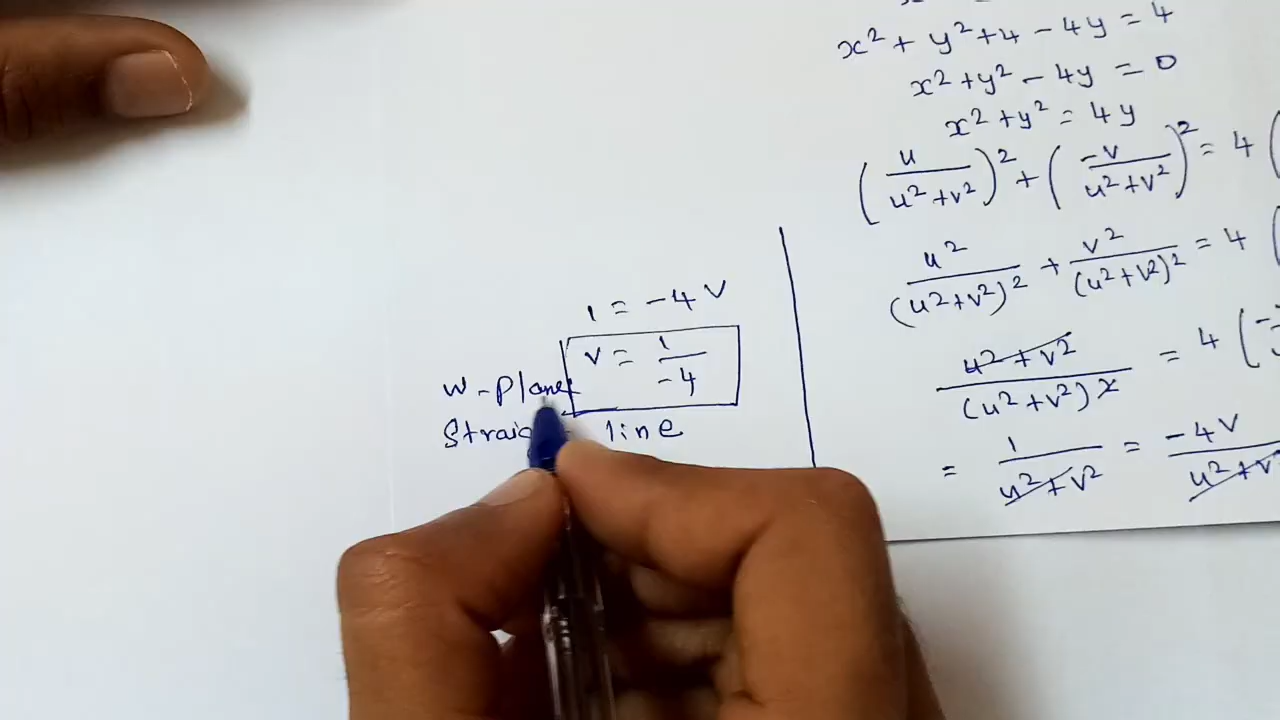 x² + y² + 4 - 4y = 4
x² + y² - 4y = 0
x² + y² = 4y
(u/(u² + v²))² + (-v/(u² + v²))² = 4(
u²/(u² + v²)² + v²/(u² + v²)² = 4(
u² + v²/(u² + v²)2 = 4(
= 1/(u² + v²) = -4v/(u² + v²
1 = -4v
v = 1/-4
w-plane
line